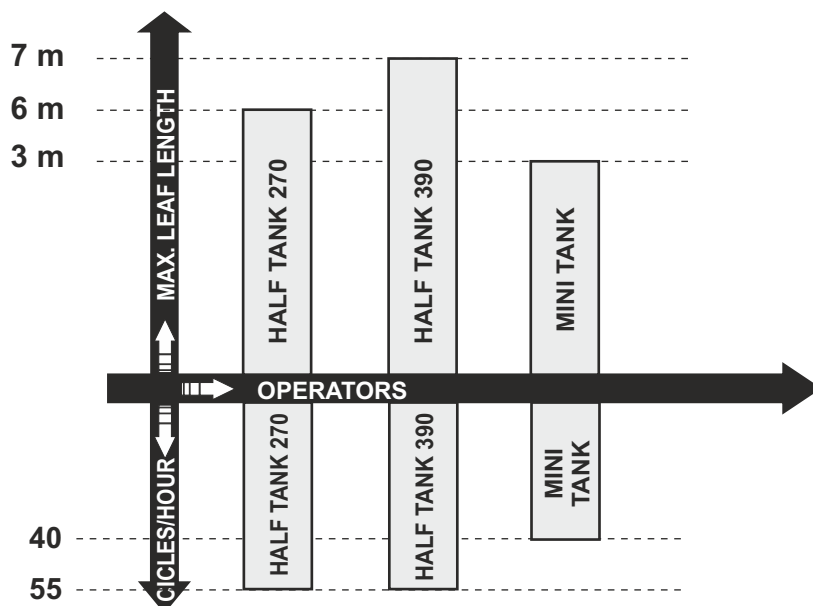 7 m
6 m
3 m
MAX. LEAF LENGTH
HALF TANK 270
HALF TANK 390
MINI TANK
OPERATORS
CICLES/HOUR
HALF TANK 270
HALF TANK 390
MINI
TANK
40
55